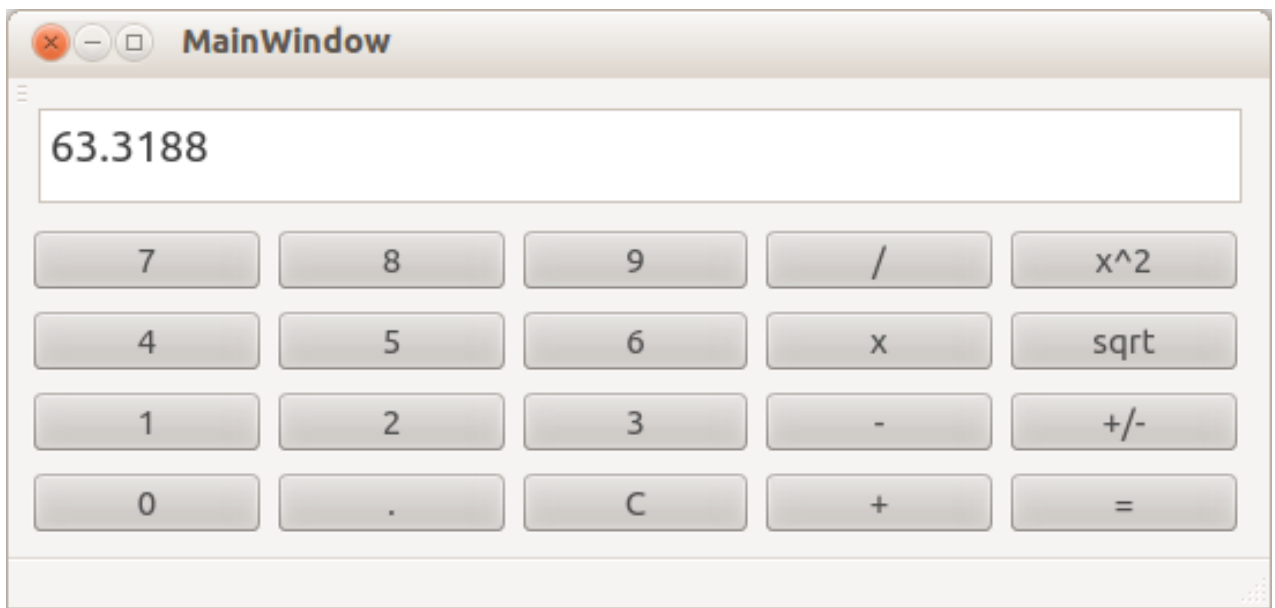 MainWindow
63.3188
7 8 9 / x^2
4 5 6 x sqrt
1 2 3 - +/-
0 . C + =